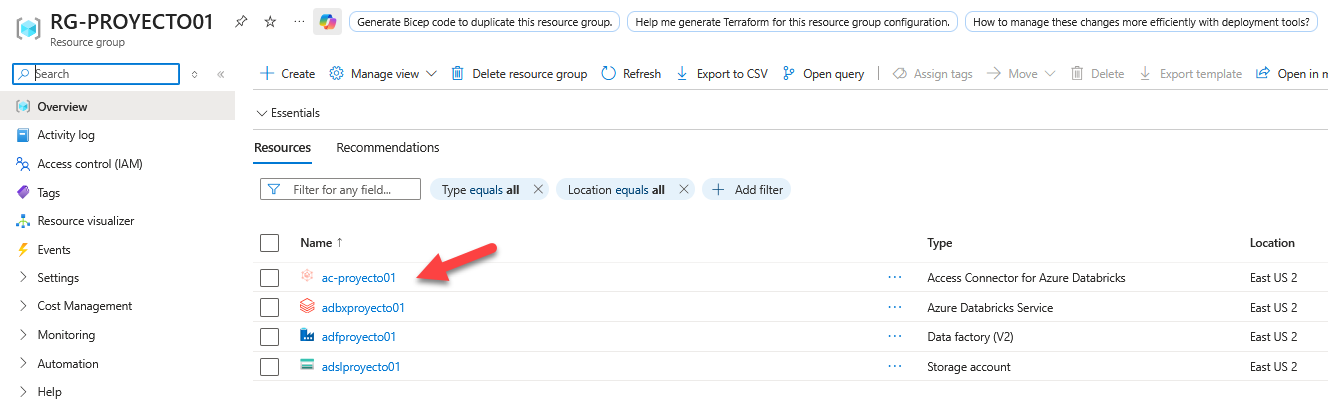 RG-PROYECTO01
Resource group
Generate Bicep code to duplicate this resource group.
Help me generate Terraform for this resource group configuration.
How to manage these changes more efficiently with deployment tools?
Search
Overview
Activity log
Access control (IAM)
Tags
Resource visualizer
Events
Settings
Cost Management
Monitoring
Automation
Help
Create
Manage view
Delete resource group
Refresh
Export to CSV
Open query
Assign tags
Move
Delete
Export template
Open in m
Essentials
Resources Recommendations
Filter for any field...
Type equals all
Location equals all
Add filter
Name ↑ Type Location
ac-proyecto01 ... Access Connector for Azure Databricks East US 2
adbxproyecto01 ... Azure Databricks Service East US 2
adfproyecto01 ... Data factory (V2) East US 2
adslproyecto01 ... Storage account East US 2